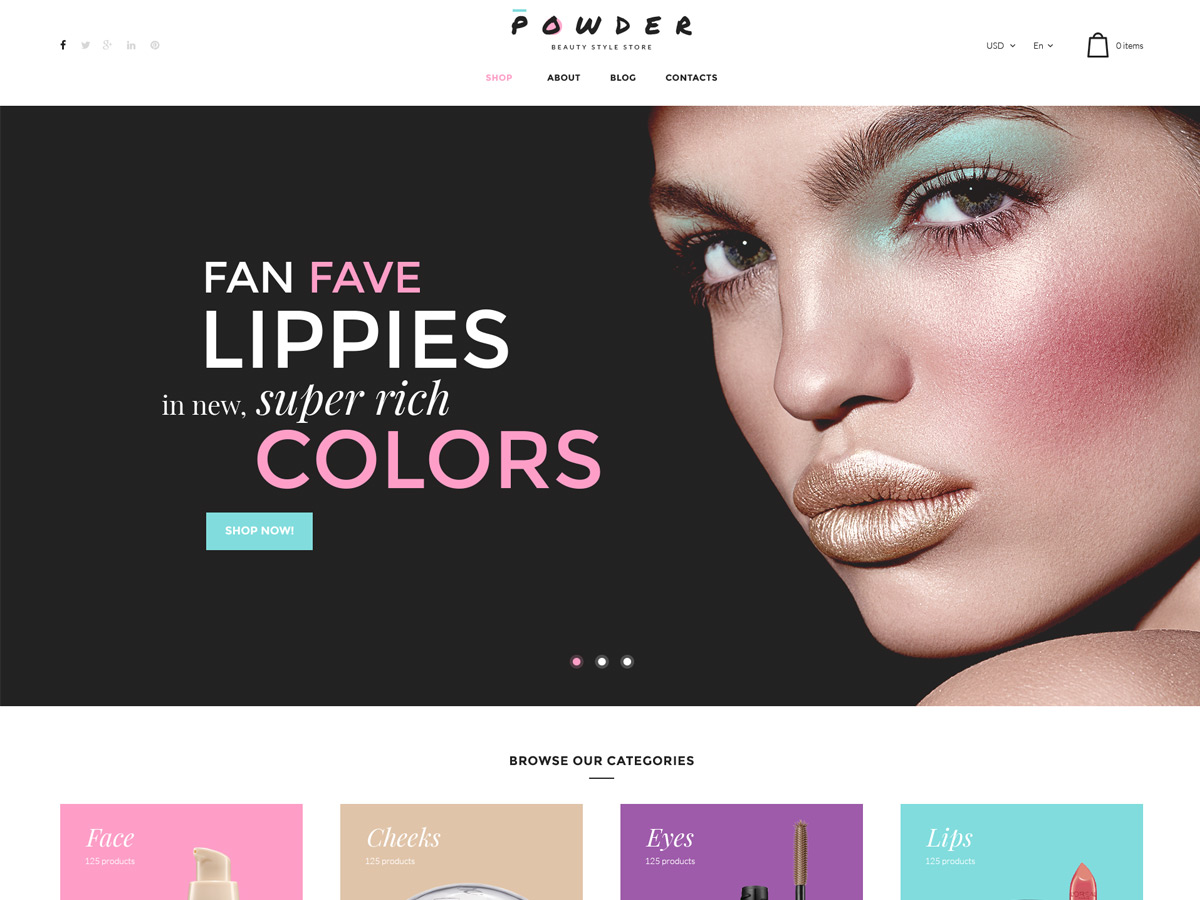 POWDER
BEAUTY STYLE STORE
USD
En
0 items
SHOP ABOUT BLOG CONTACTS
FAN FAVE
LIPPIES
in new, super rich
COLORS
SHOP NOW!
BROWSE OUR CATEGORIES
Face Cheeks Eyes Lips
125 products 125 products 125 products 125 products